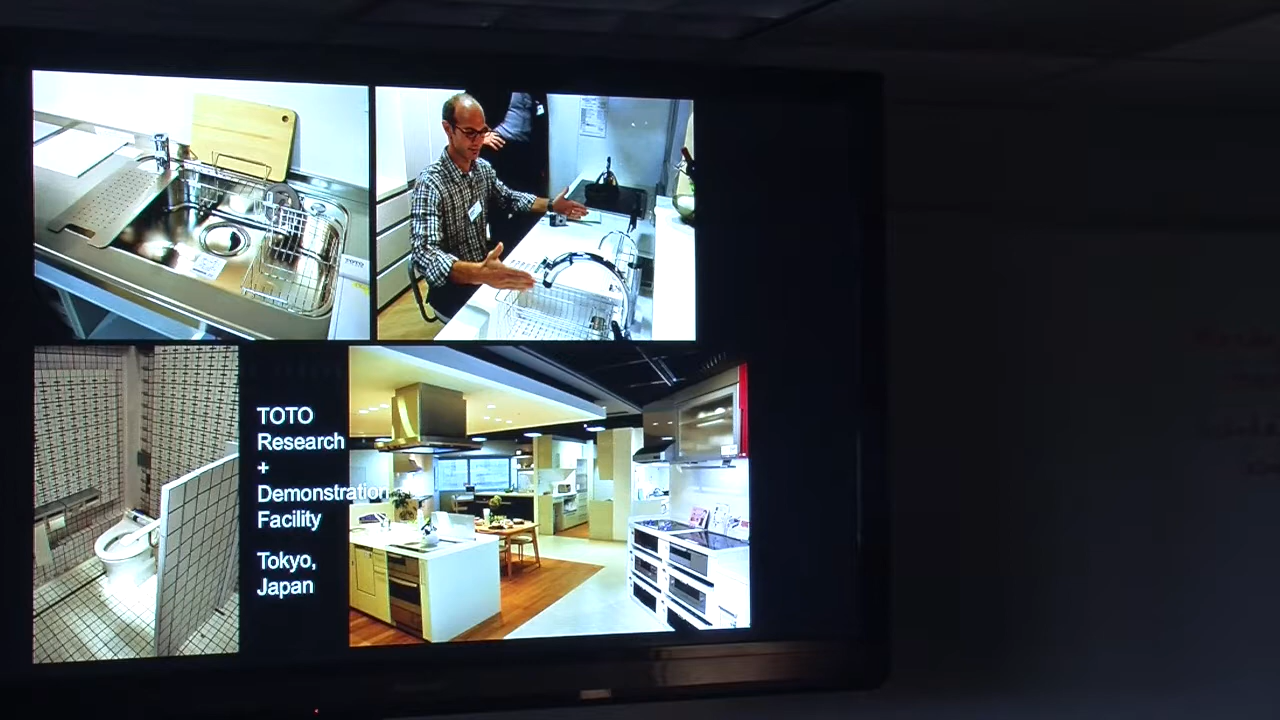 TOTO
Research
+
Demonstration
Facility
Tokyo,
Japan